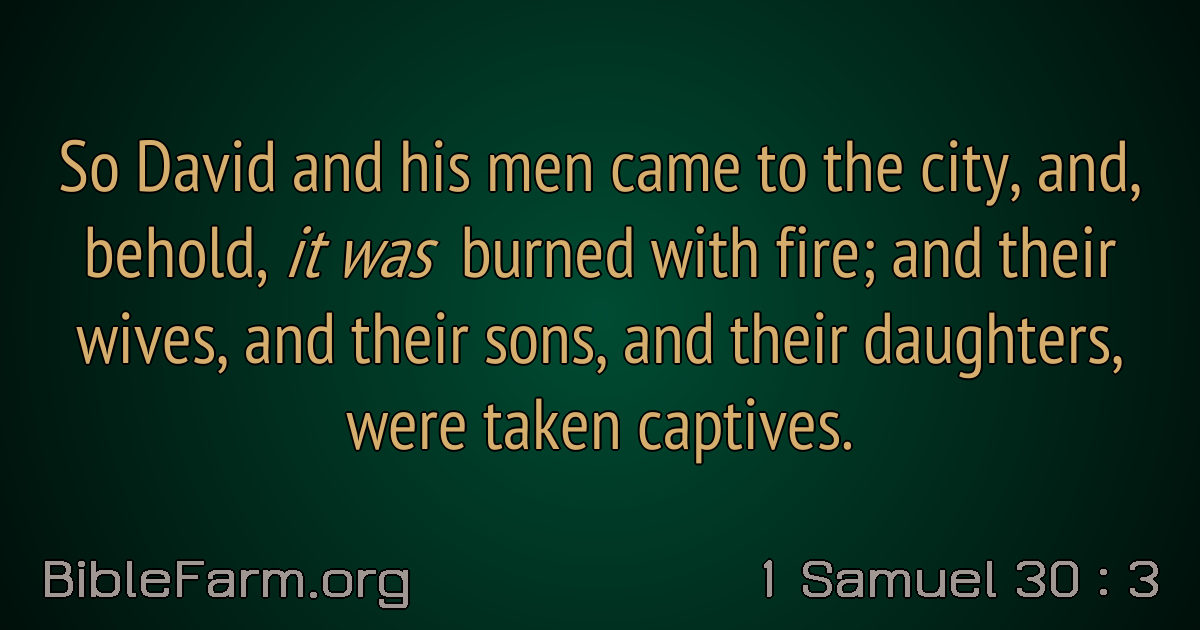 So David and his men came to the city, and,
behold, it was burned with fire; and their
wives, and their sons, and their daughters,
were taken captives.
BibleFarm.org
1 Samuel 30 : 3